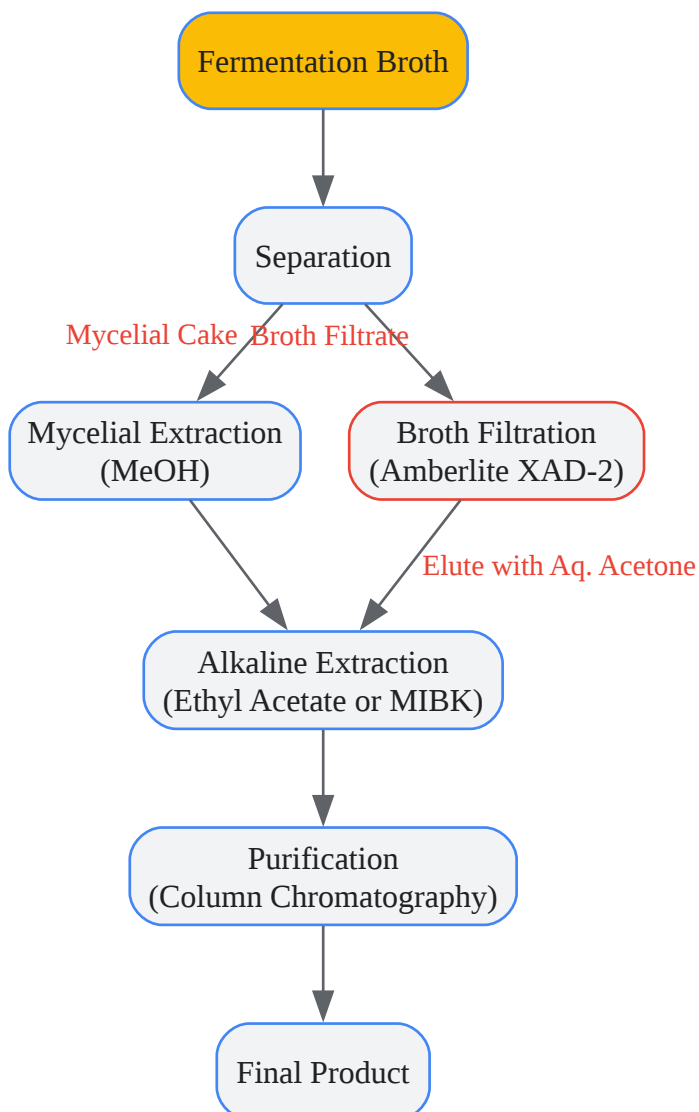 Fermentation Broth
Separation
Mycelial Cake
Broth Filtrate
Mycelial Extraction
(MeOH)
Broth Filtration
(Amberlite XAD-2)
Elute with Aq. Acetone
Alkaline Extraction
(Ethyl Acetate or MIBK)
Purification
(Column Chromatography)
Final Product